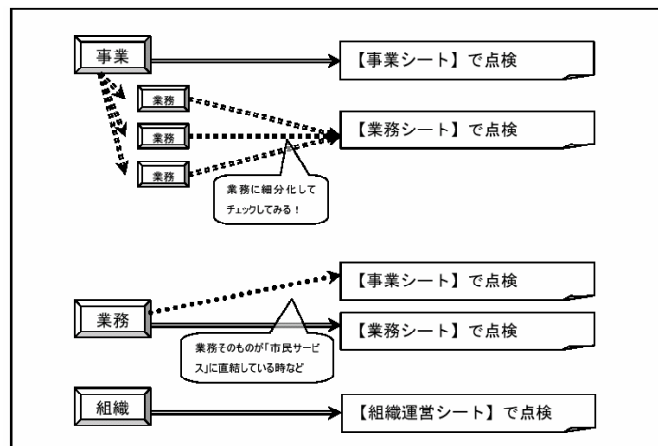 事業
【事業シート】で点検
業務
業務
業務
【業務シート】で点検
業務に細分化して
チェックしてみる！
【事業シート】で点検
業務
【業務シート】で点検
業務そのものが「市民サービ
ス」に直結している時など
組織
【組織運営シート】で点検